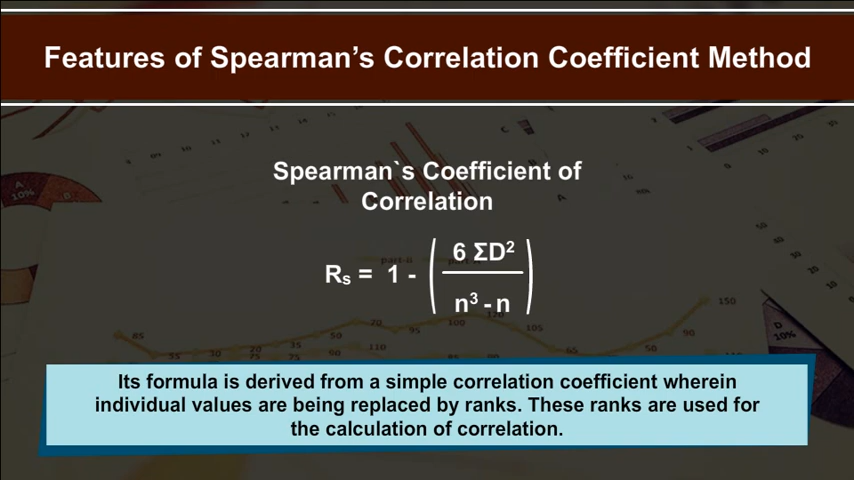 Features of Spearman’s Correlation Coefficient Method
Spearman`s Coefficient of
Correlation
Rₛ = 1 - ( 6 ΣD² / n³ - n )
Its formula is derived from a simple correlation coefficient wherein
individual values are being replaced by ranks. These ranks are used for
the calculation of correlation.